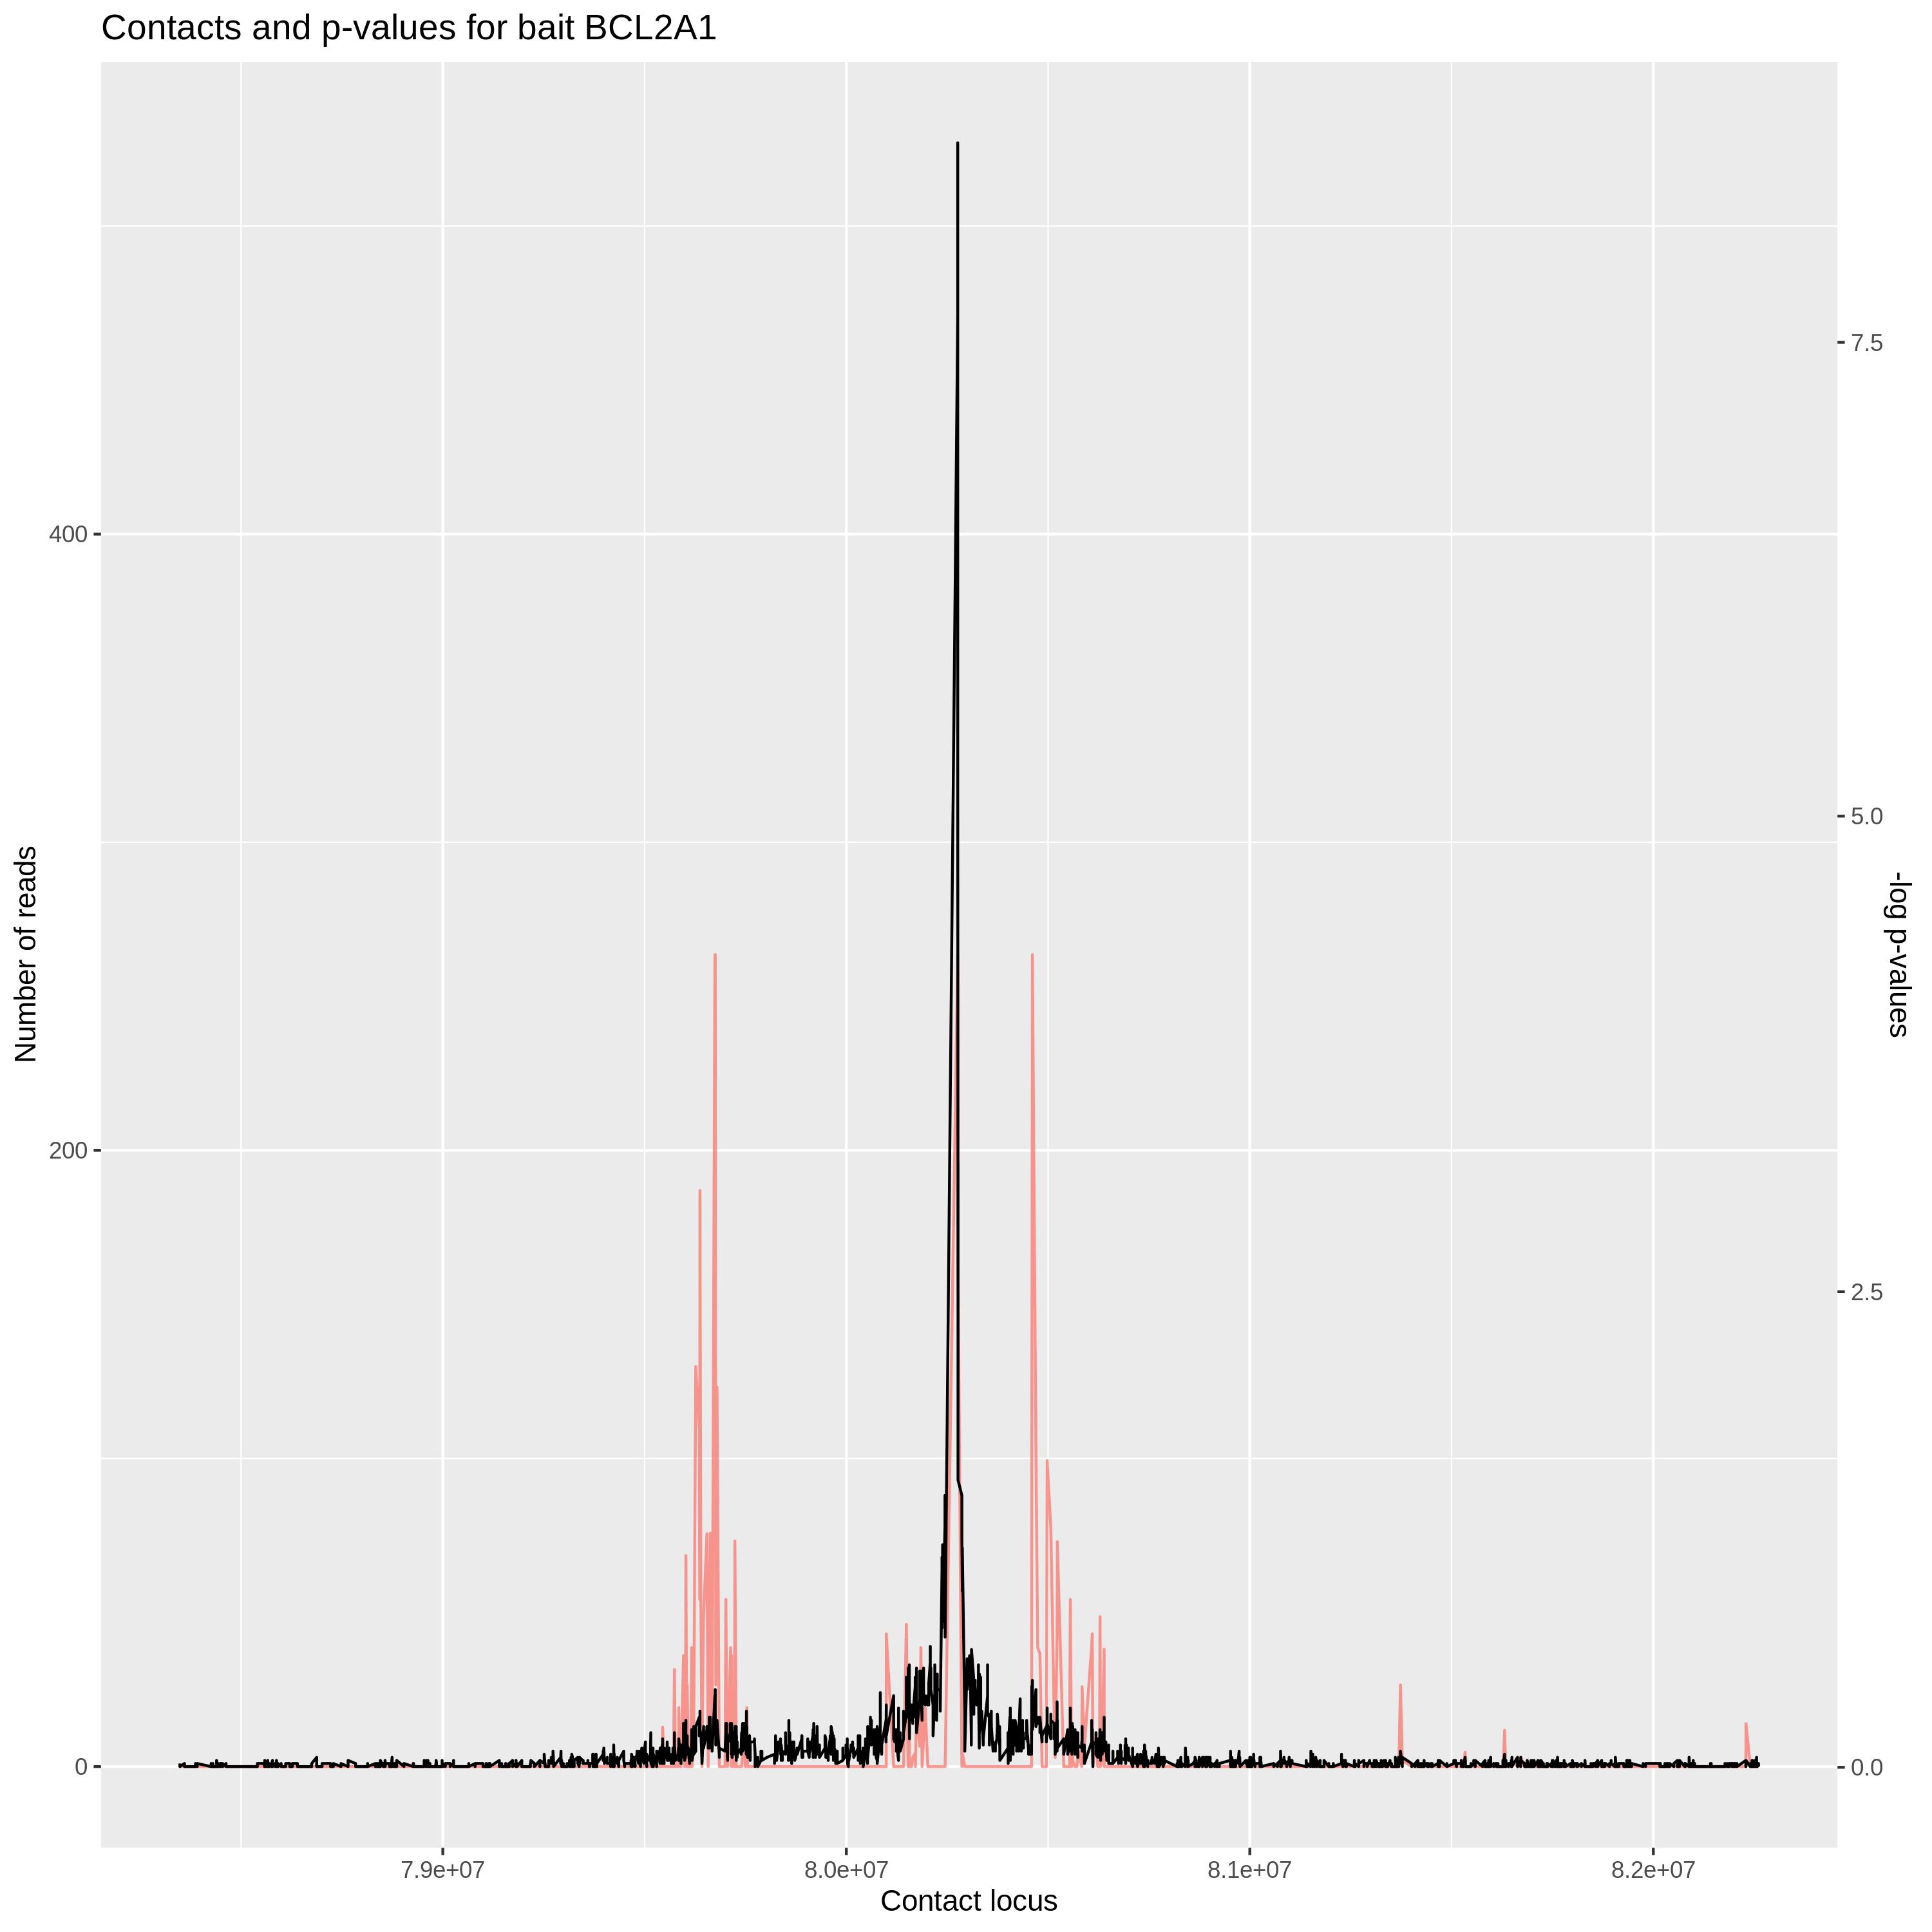 Contacts and p-values for bait BCL2A1
Number of reads
400
200
0
7.5
5.0
2.5
0.0
-log p-values
7.9e+07
8.0e+07
8.1e+07
8.2e+07
Contact locus